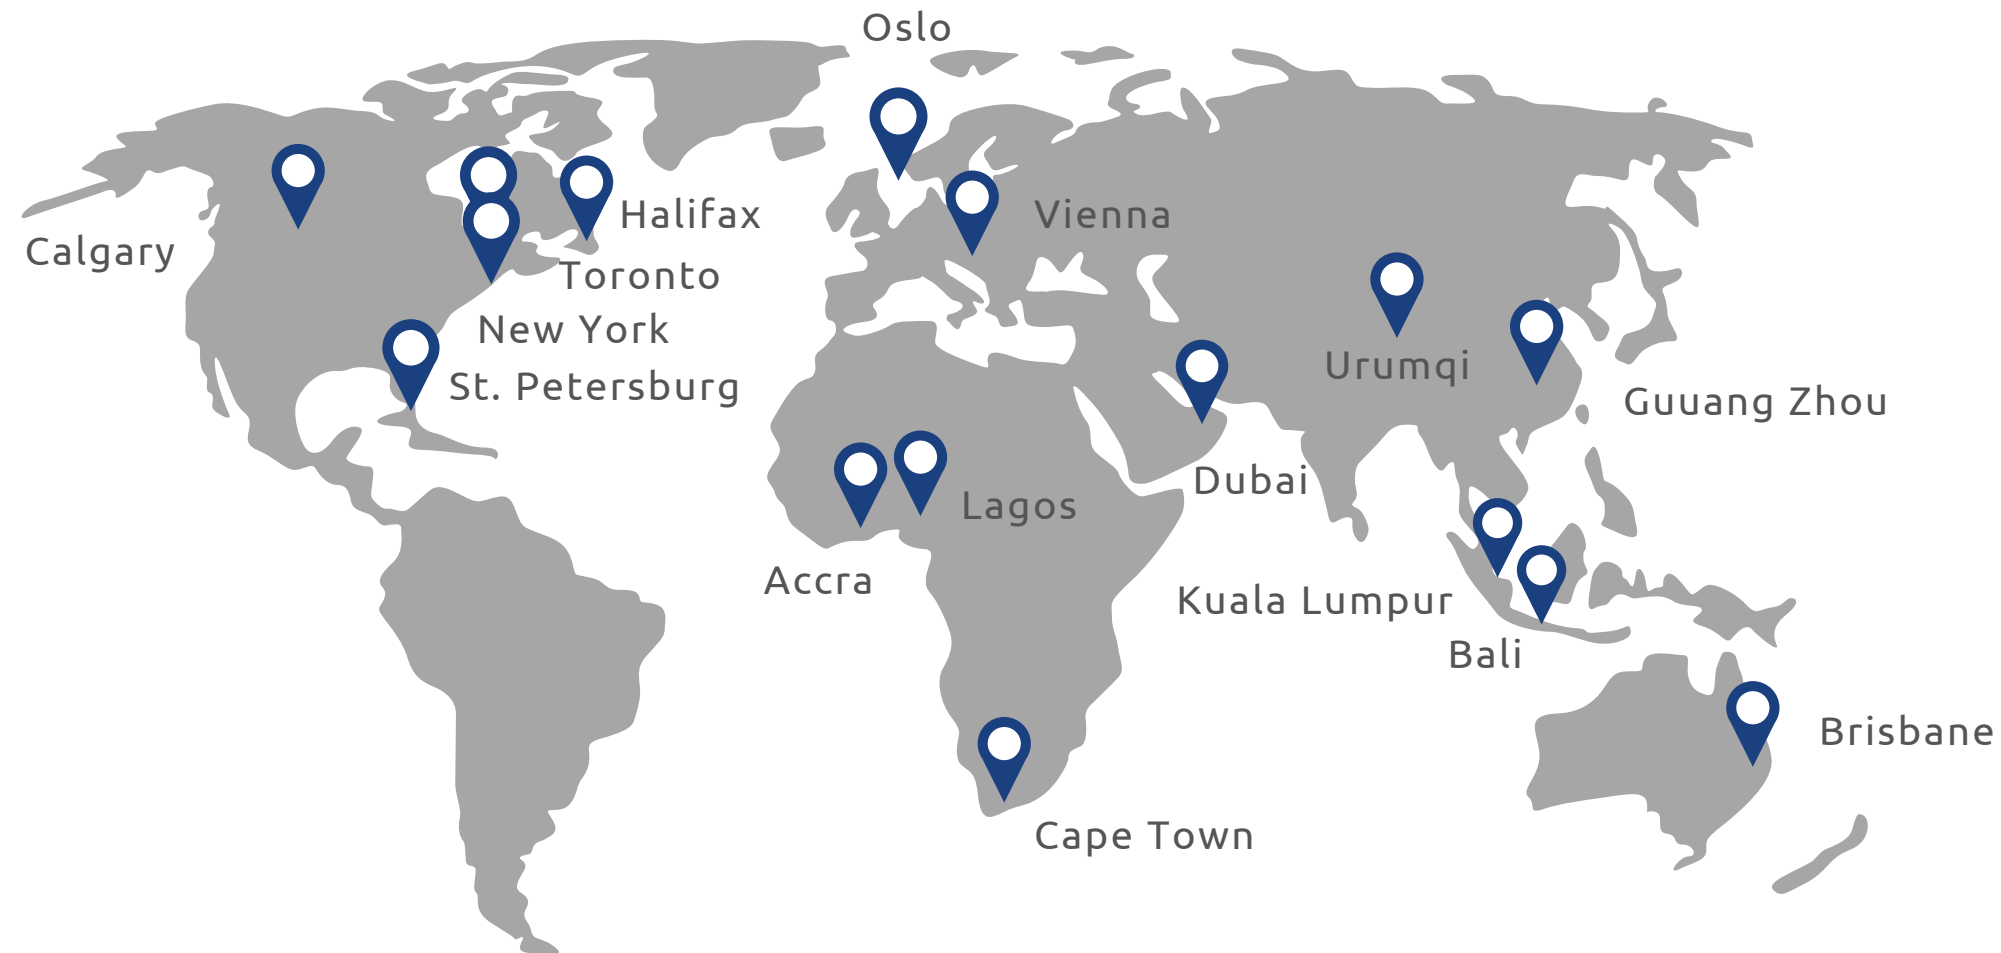 Oslo
Halifax
Vienna
Calgary
Toronto
New York
Urumqi
St. Petersburg
Guuang Zhou
Dubai
Lagos
Accra
Kuala Lumpur
Bali
Brisbane
Cape Town